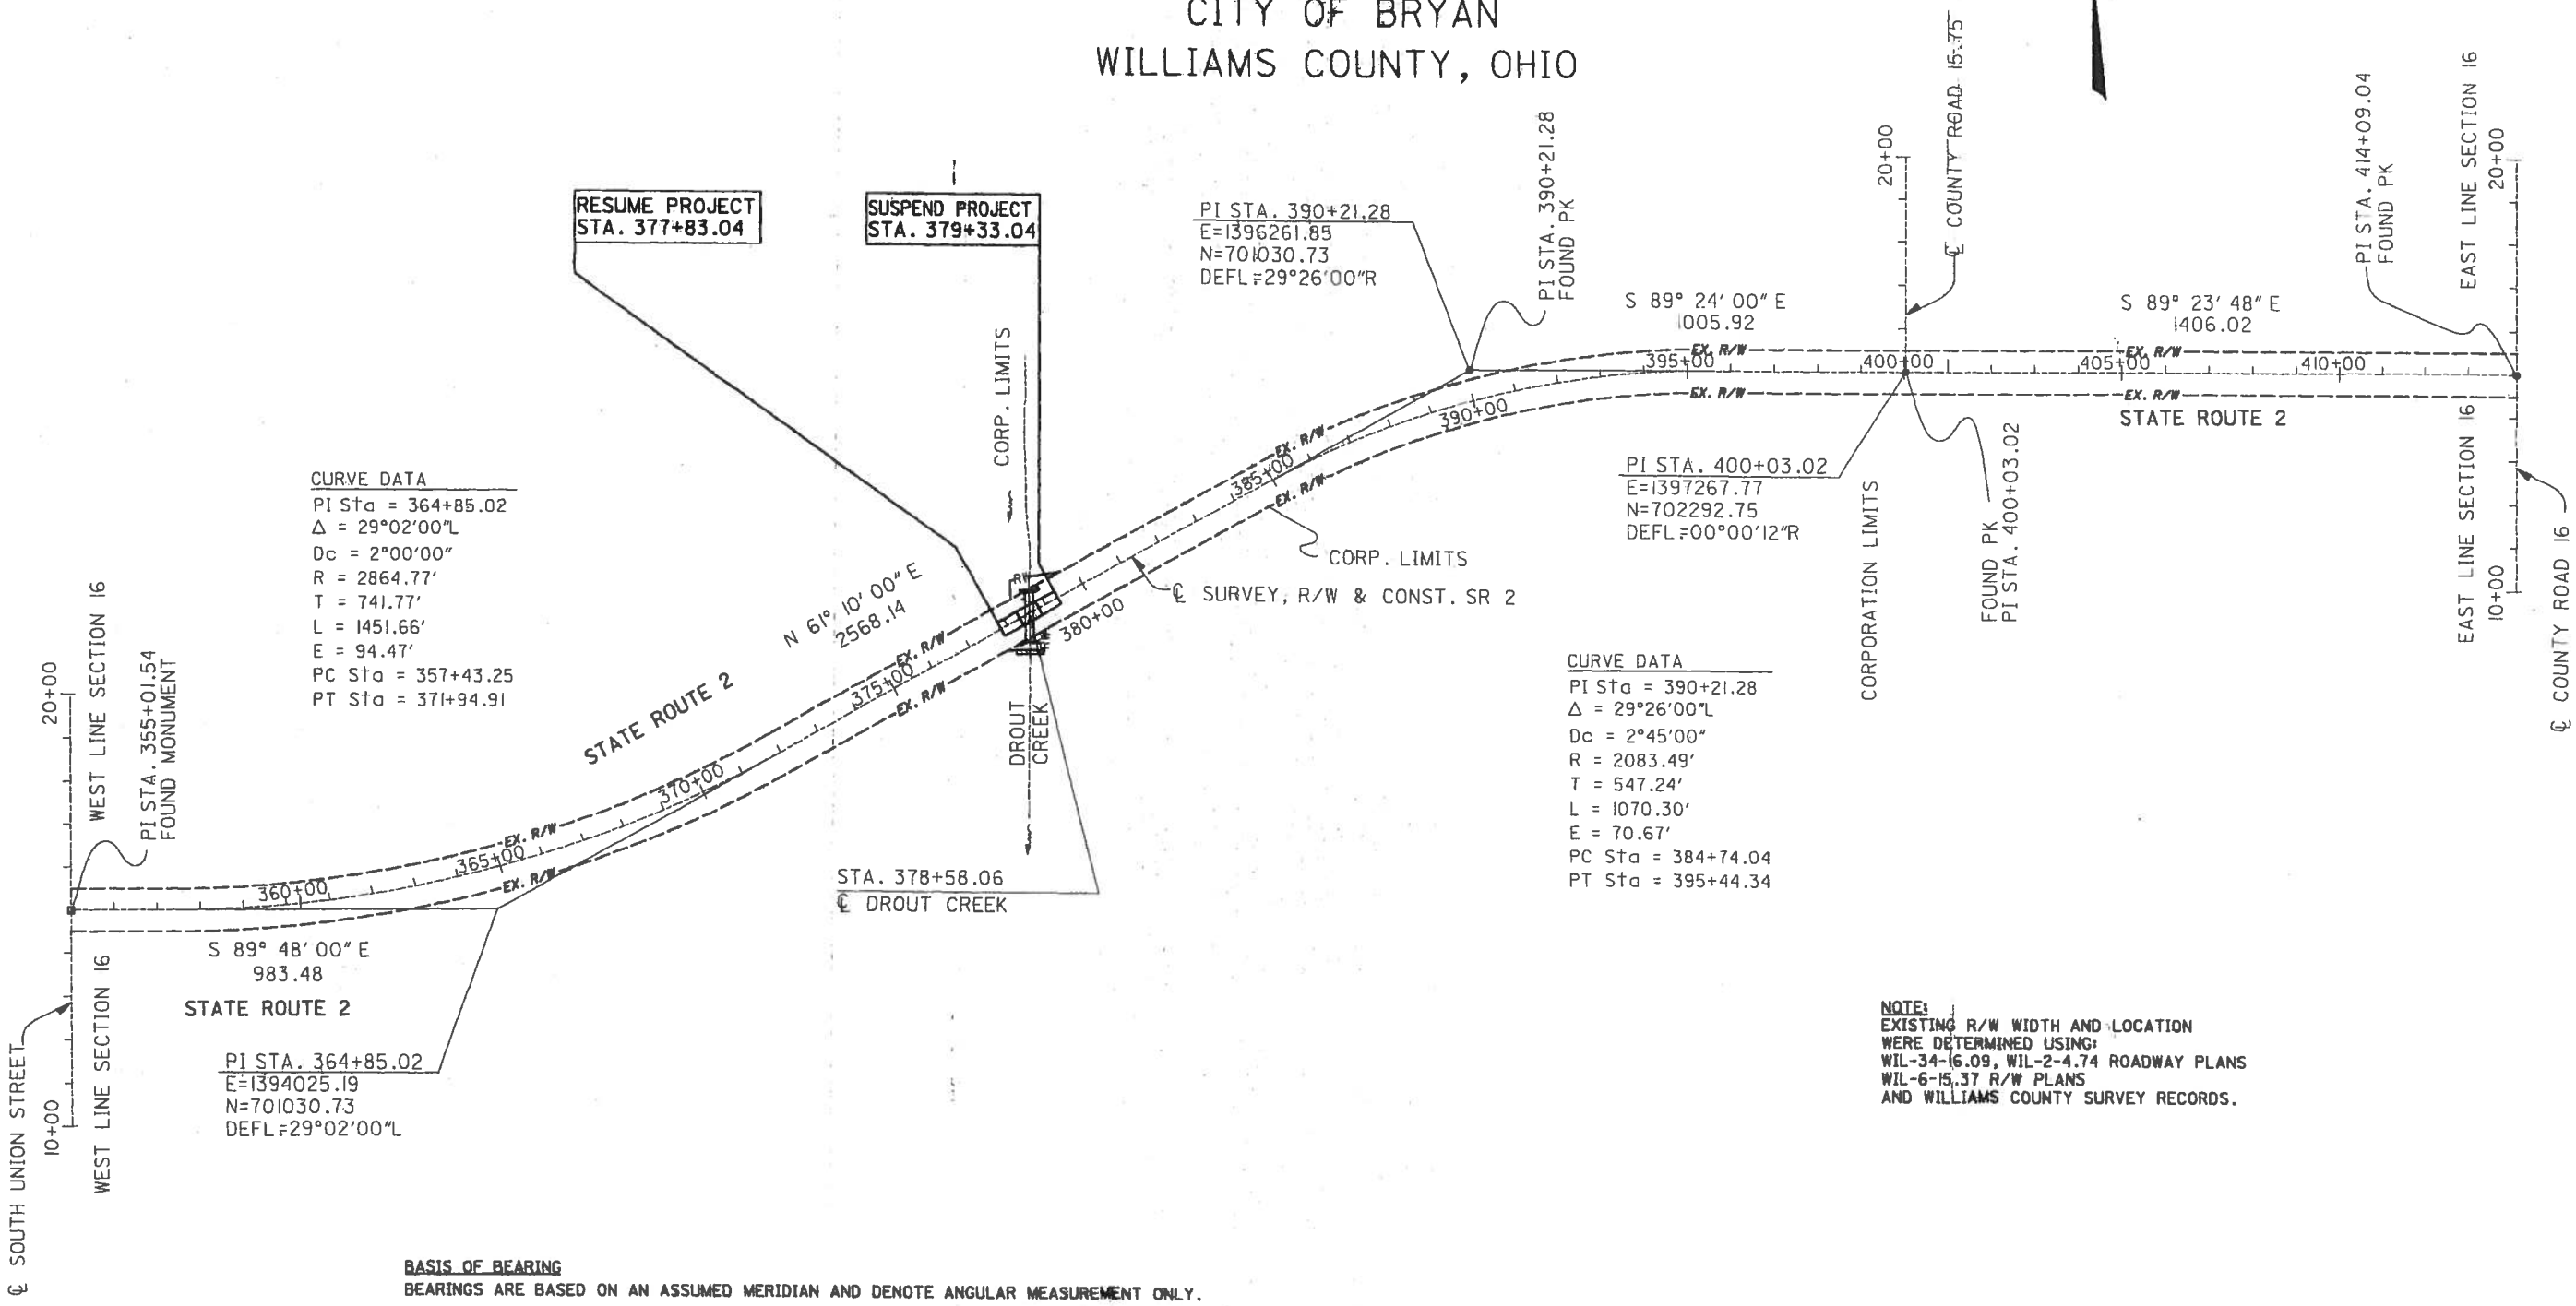 CITY OF BRYAN
WILLIAMS COUNTY, OHIO
RESUME PROJECT
STA. 377+83.04
SUSPEND PROJECT
STA. 379+33.04
PI STA. 390+21.28
E=1396261.85
N=701030.73
DEFL=29°26'00"R
PI STA. 390+21.28
FOUND PK
20+00
℄ COUNTY ROAD 15.75
PI STA. 414+09.04
FOUND PK
EAST LINE SECTION 16
20+00
S 89° 24' 00" E
1005.92
S 89° 23' 48" E
1406.02
EX. R/W
EX. R/W
395+00
400+00
405+00
410+00
EX. R/W
EX. R/W
STATE ROUTE 2
390+00
EX. R/W
385+00
EX. R/W
CORP. LIMITS
CORP. LIMITS
℄ SURVEY, R/W & CONST. SR 2
PI STA. 400+03.02
E=1397267.77
N=702292.75
DEFL=00°00'12"R
CORPORATION LIMITS
FOUND PK
PI STA. 400+03.02
EAST LINE SECTION 16
10+00
℄ COUNTY ROAD 16
CURVE DATA
PI Sta = 364+85.02
Δ = 29°02'00"L
Dc = 2°00'00"
R = 2864.77'
T = 741.77'
L = 1451.66'
E = 94.47'
PC Sta = 357+43.25
PT Sta = 371+94.91
N 61° 10' 00" E
2568.14
RW
380+00
EX. R/W
375+00
EX. R/W
STATE ROUTE 2
370+00
DROUT
CREEK
20+00
WEST LINE SECTION 16
PI STA. 355+01.54
FOUND MONUMENT
EX. R/W
365+00
EX. R/W
360+00
STA. 378+58.06
℄ DROUT CREEK
CURVE DATA
PI Sta = 390+21.28
Δ = 29°26'00"L
Dc = 2°45'00"
R = 2083.49'
T = 547.24'
L = 1070.30'
E = 70.67'
PC Sta = 384+74.04
PT Sta = 395+44.34
S 89° 48' 00" E
983.48
STATE ROUTE 2
PI STA. 364+85.02
E=1394025.19
N=701030.73
DEFL=29°02'00"L
℄ SOUTH UNION STREET
10+00
WEST LINE SECTION 16
NOTE:
EXISTING R/W WIDTH AND LOCATION
WERE DETERMINED USING:
WIL-34-16.09, WIL-2-4.74 ROADWAY PLANS
WIL-6-15.37 R/W PLANS
AND WILLIAMS COUNTY SURVEY RECORDS.
BASIS OF BEARING
BEARINGS ARE BASED ON AN ASSUMED MERIDIAN AND DENOTE ANGULAR MEASUREMENT ONLY.